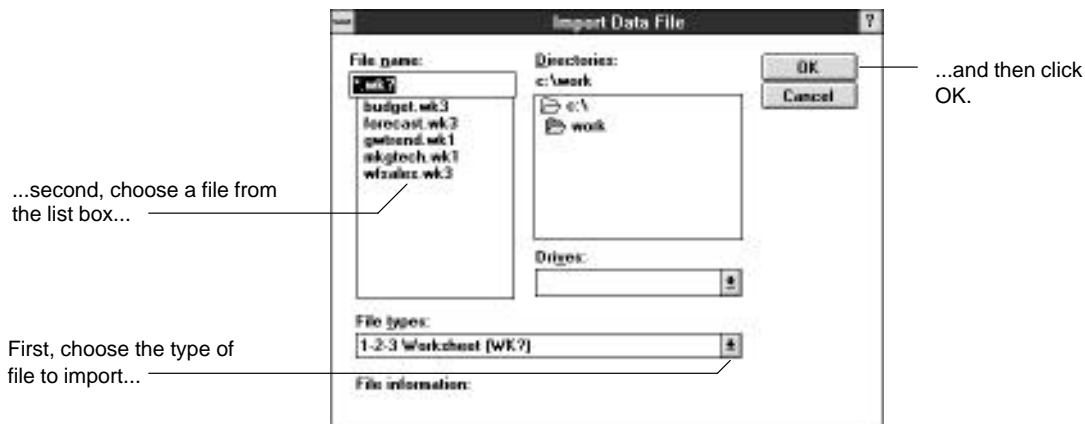 Import Data File
?
File name:
*.wk?
budget.wk3
forecast.wk3
gwtrend.wk1
mkgtech.wk1
wfsales.wk3
Directories:
c:\work
c:\
work
OK
Cancel
...and then click
OK.
...second, choose a file from
the list box...
Drives:
File types:
1-2-3 Worksheet (WK?)
First, choose the type of
file to import...
File information: